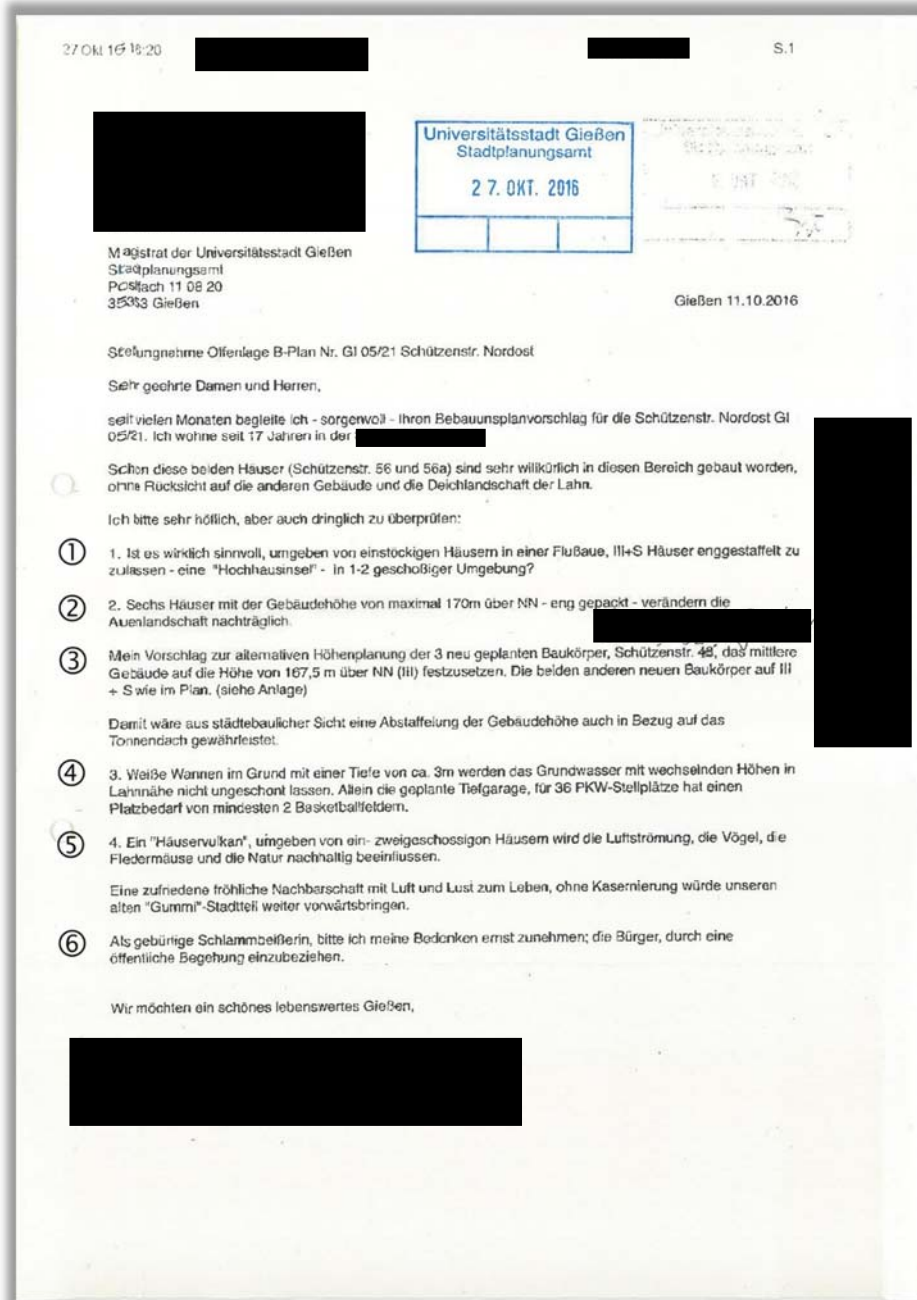 27 Okt 16 18:20
S.1
Universitätsstadt Gießen
Stadtplanungsamt
27. OKT. 2016
Magistrat der Universitätsstadt Gießen
Stadtplanungsamt
Postfach 11 08 20
35353 Gießen
Gießen 11.10.2016
Stellungnahme Offenlage B-Plan Nr. GI 05/21 Schützenstr. Nordost
Sehr geehrte Damen und Herren,
seit vielen Monaten begleite ich - sorgenvoll - Ihren Bebauunsplanvorschlag für die Schützenstr. Nordost GI
05/21. Ich wohne seit 17 Jahren in der
Schon diese beiden Häuser (Schützenstr. 56 und 56a) sind sehr willkürlich in diesen Bereich gebaut worden,
ohne Rücksicht auf die anderen Gebäude und die Deichlandschaft der Lahn.
Ich bitte sehr höflich, aber auch dringlich zu überprüfen:
① 1. Ist es wirklich sinnvoll, umgeben von einstöckigen Häusern in einer Flußaue, III+S Häuser enggestaffelt zu
zulassen - eine "Hochhausinsel" - in 1-2 geschoßiger Umgebung?
② 2. Sechs Häuser mit der Gebäudehöhe von maximal 170m über NN - eng gepackt - verändern die
Auenlandschaft nachträglich.
③ Mein Vorschlag zur alternativen Höhenplanung der 3 neu geplanten Baukörper, Schützenstr. 48, das mittlere
Gebäude auf die Höhe von 167,5 m über NN (III) festzusetzen. Die beiden anderen neuen Baukörper auf III
+ S wie im Plan. (siehe Anlage)
Damit wäre aus städtebaulicher Sicht eine Abstaffelung der Gebäudehöhe auch in Bezug auf das
Tonnendach gewährleistet.
④ 3. Weiße Wannen im Grund mit einer Tiefe von ca. 3m werden das Grundwasser mit wechselnden Höhen in
Lahnnähe nicht ungeschont lassen. Allein die geplante Tiefgarage, für 36 PKW-Stellplätze hat einen
Platzbedarf von mindesten 2 Basketballfeldern.
⑤ 4. Ein "Häuservulkan", umgeben von ein- zweigeschossigen Häusern wird die Luftströmung, die Vögel, die
Fledermäuse und die Natur nachhaltig beeinflussen.
Eine zufriedene fröhliche Nachbarschaft mit Luft und Lust zum Leben, ohne Kasernierung würde unseren
alten "Gummi"-Stadtteil weiter vorwärtsbringen.
⑥ Als gebürtige Schlammbeißerin, bitte ich meine Bedenken ernst zunehmen; die Bürger, durch eine
öffentliche Begehung einzubeziehen.
Wir möchten ein schönes lebenswertes Gießen,